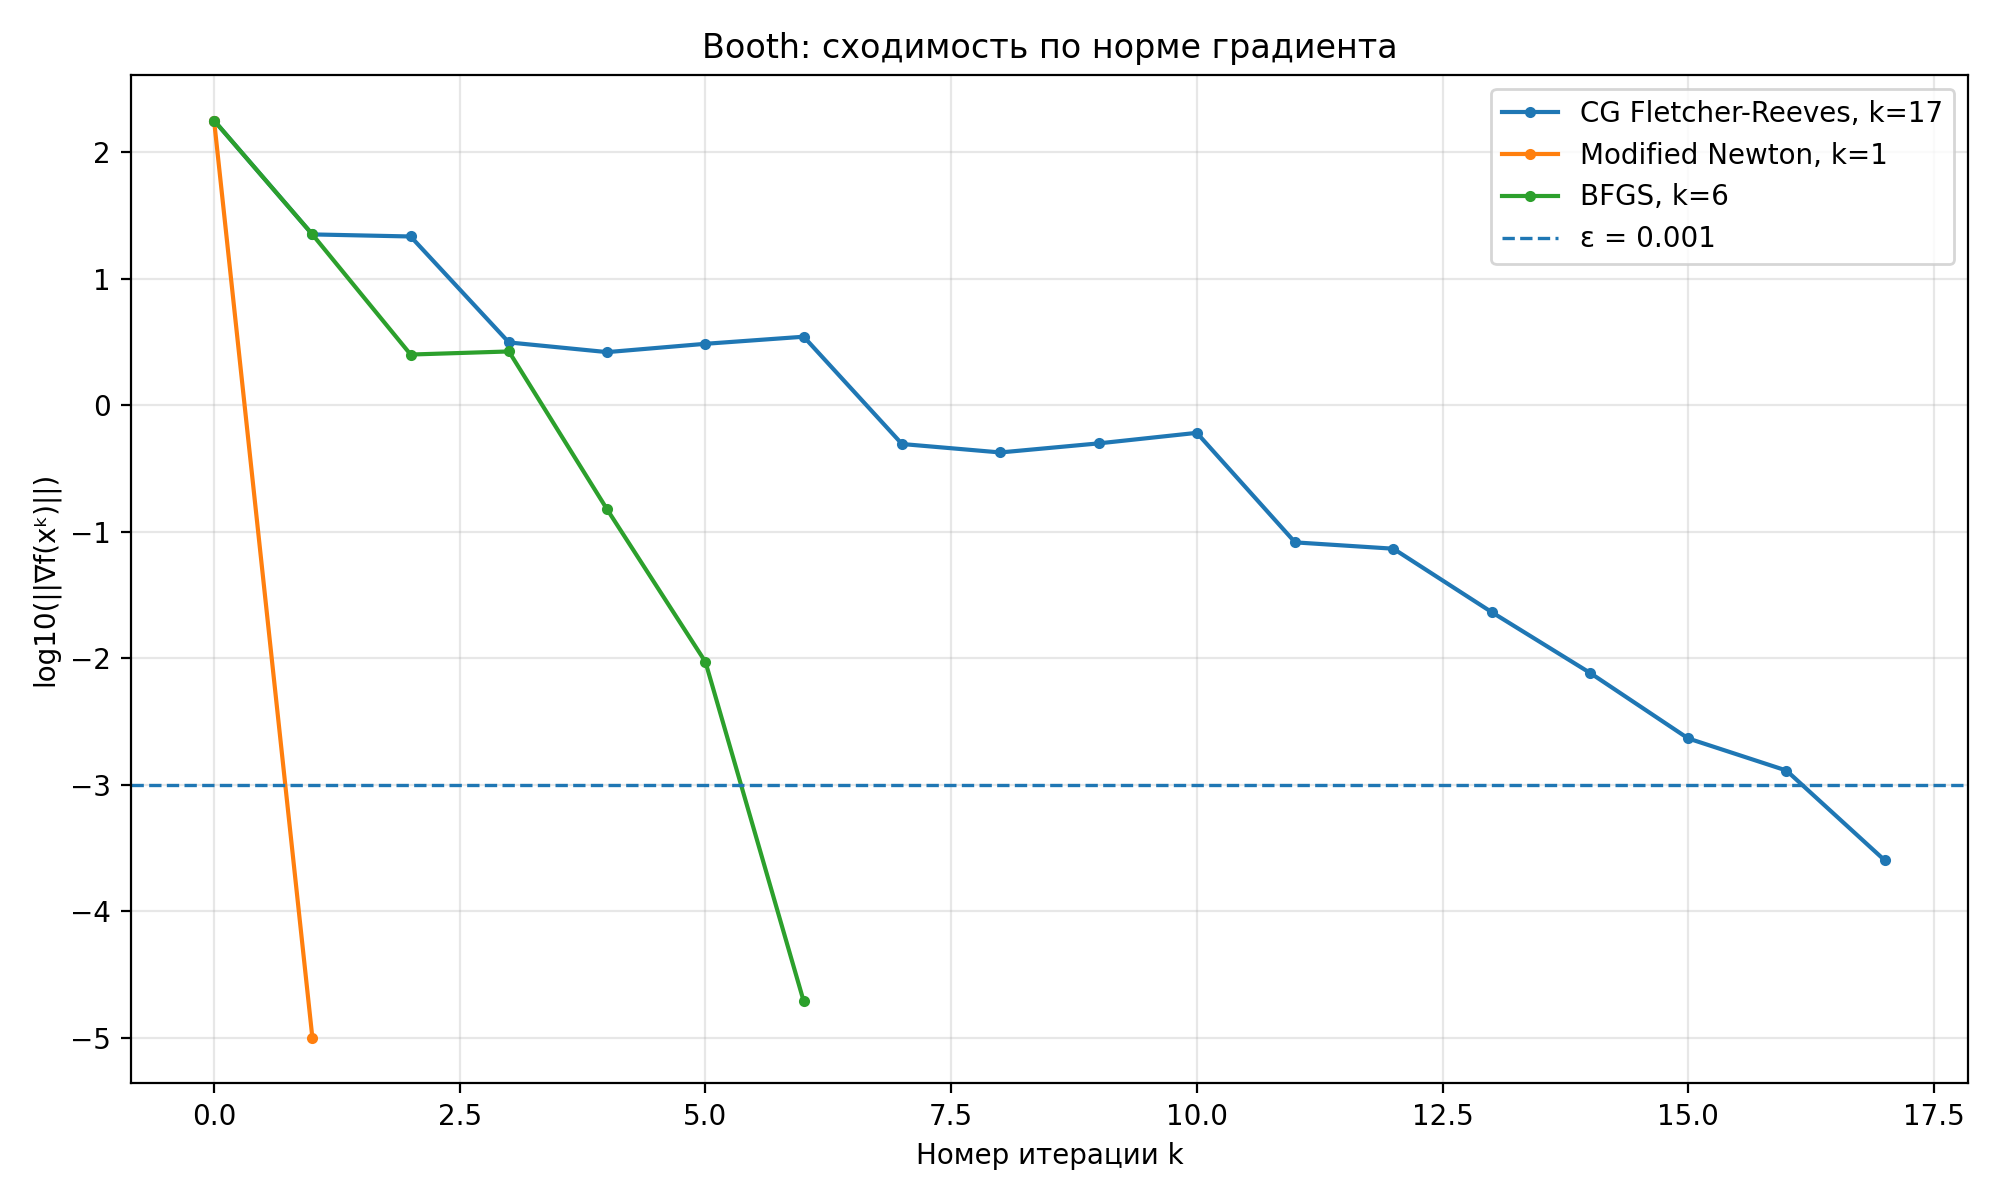 Booth: сходимость по норме градиента
CG Fletcher-Reeves, k=17
Modified Newton, k=1
BFGS, k=6
ε = 0.001
log10(||∇f(xᵏ)||)
2
1
0
−1
−2
−3
−4
−5
0.0 2.5 5.0 7.5 10.0 12.5 15.0 17.5
Номер итерации k